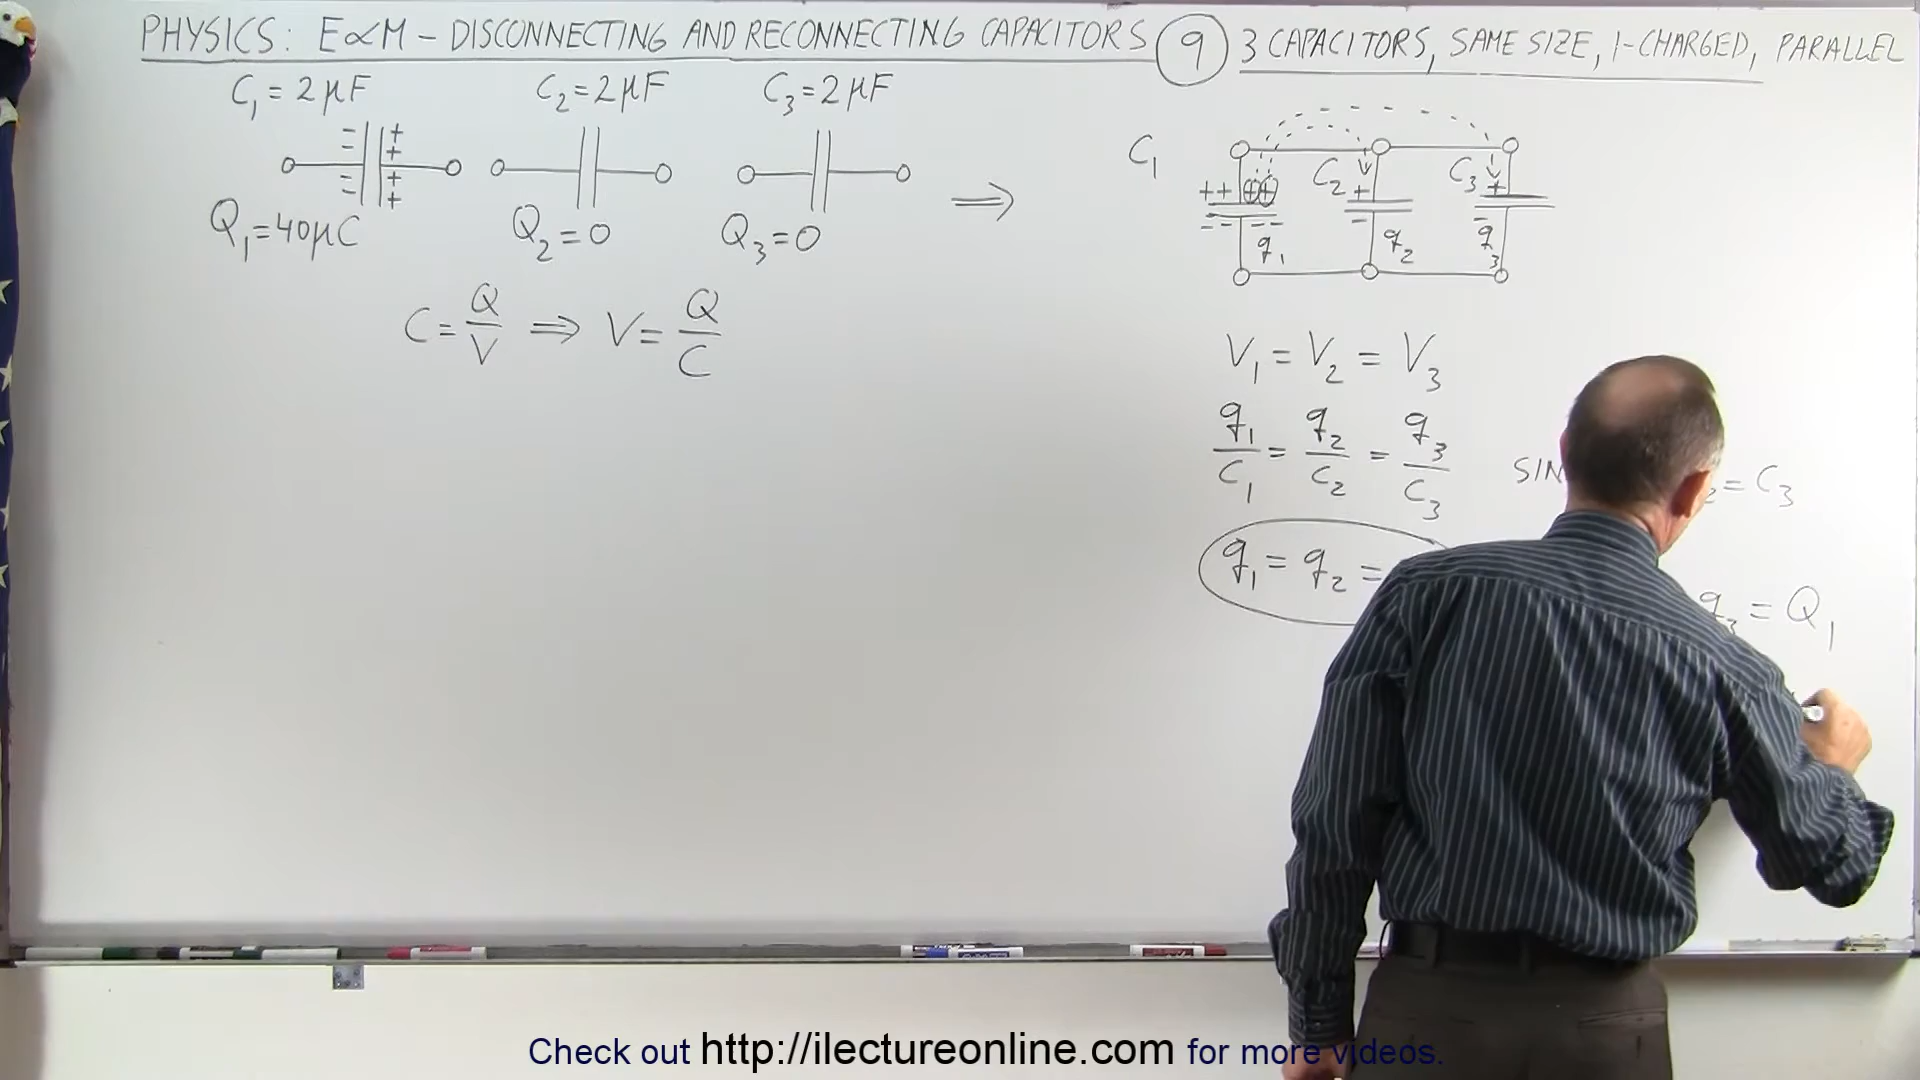 PHYSICS: E∝M – DISCONNECTING AND RECONNECTING CAPACITORS 9 3 CAPACITORS, SAME SIZE, 1-CHARGED, PARALLEL
C₁ = 2μF C₂ = 2μF C₃ = 2μF
- - - - + + + +
Q₁ = 40μC Q₂ = 0 Q₃ = 0 ⇒
C = Q/V ⇒ V = Q/C
C₁ C₂ C₃
+ + + + + +
- - - - - -
q₁ q₂ q₃
V₁ = V₂ = V₃
q₁/C₁ = q₂/C₂ = q₃/C₃
₂ = C₃
q₁ = q₂ =
q₃ = Q₁
Check out http://ilectureonline.com for more videos.